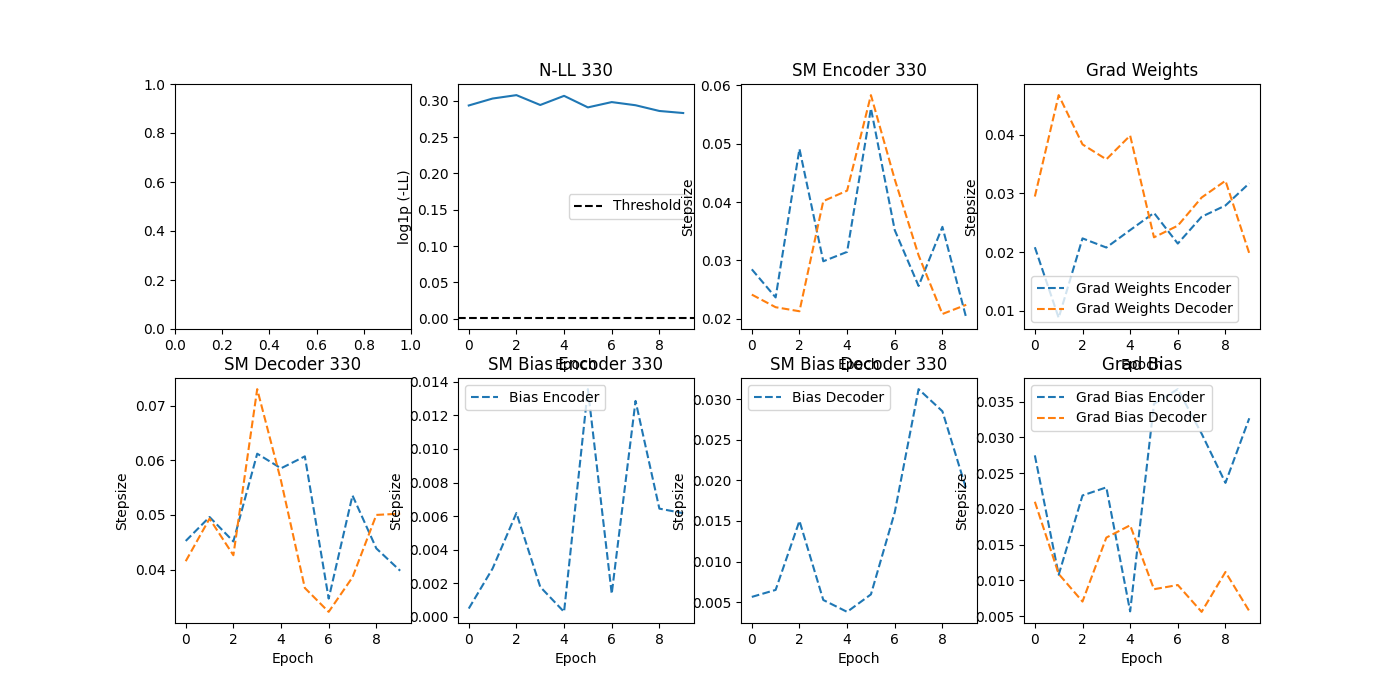 N-LL 330
SM Encoder 330
Grad Weights
1.0
0.8
0.6
0.4
0.2
0.0
0.0 0.2 0.4 0.6 0.8 1.0
log1p (-LL)
0.30
0.25
0.20
0.15
0.10
0.05
0.00
Threshold
0 2 4 6 8
Epoch
Stepsize
0.06
0.05
0.04
0.03
0.02
0 2 4 6 8
Epoch
Stepsize
0.04
0.03
0.02
0.01
Grad Weights Encoder
Grad Weights Decoder
0 2 4 6 8
Epoch
SM Decoder 330
SM Bias Encoder 330
SM Bias Decoder 330
Grad Bias
Stepsize
0.07
0.06
0.05
0.04
0 2 4 6 8
Epoch
Stepsize
0.014
0.012
0.010
0.008
0.006
0.004
0.002
0.000
Bias Encoder
0 2 4 6 8
Epoch
Stepsize
0.030
0.025
0.020
0.015
0.010
0.005
Bias Decoder
0 2 4 6 8
Epoch
Stepsize
0.035
0.030
0.025
0.020
0.015
0.010
0.005
Grad Bias Encoder
Grad Bias Decoder
0 2 4 6 8
Epoch